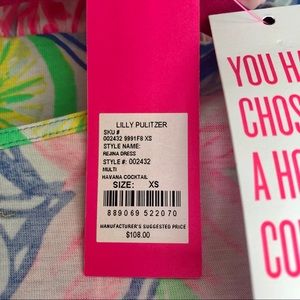 LILLY PULITZER
SKU #
002432 9991F8 XS
STYLE NAME:
REJINA DRESS
STYLE #: 002432
MULTI
HAVANA COCKTAIL
SIZE: XS
889069 522070
MANUFACTURER'S SUGGESTED PRICE
$108.00
YOU H
CHOS
A H
CO